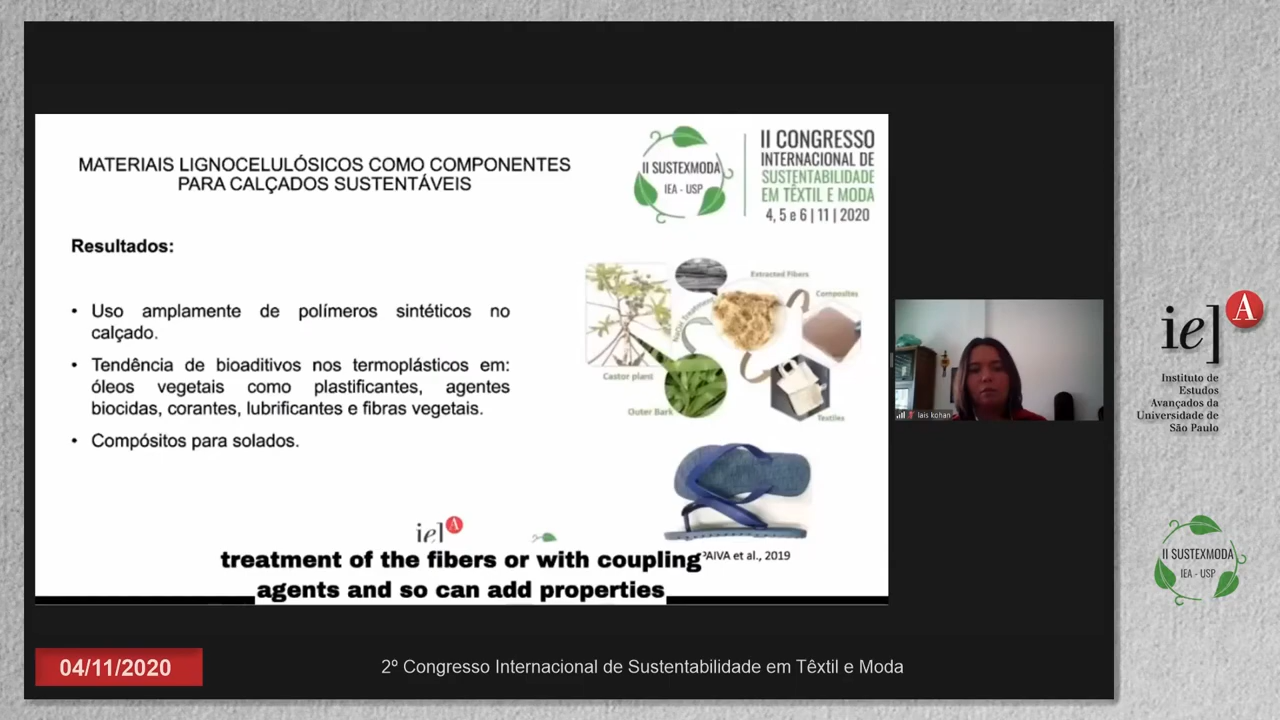 MATERIAIS LIGNOCELULÓSICOS COMO COMPONENTES
PARA CALÇADOS SUSTENTÁVEIS
II SUSTEXMODA
IEA - USP
II CONGRESSO
INTERNACIONAL DE
SUSTENTABILIDADE
EM TÊXTIL E MODA
4, 5 e 6 | 11 | 2020
Resultados:
• Uso amplamente de polímeros sintéticos no
calçado.
• Tendência de bioaditivos nos termoplásticos em:
óleos vegetais como plastificantes, agentes
biocidas, corantes, lubrificantes e fibras vegetais.
• Compósitos para solados.
Extracted Fibers
Composites
Castor plant
Outer Bark
Textiles
AIVA et al., 2019
ie] A
treatment of the fibers or with coupling
agents and so can add properties
lais kohan
ie] A
Instituto de
Estudos
Avançados da
Universidade de
São Paulo
II SUSTEXMODA
IEA - USP
04/11/2020
2º Congresso Internacional de Sustentabilidade em Têxtil e Moda